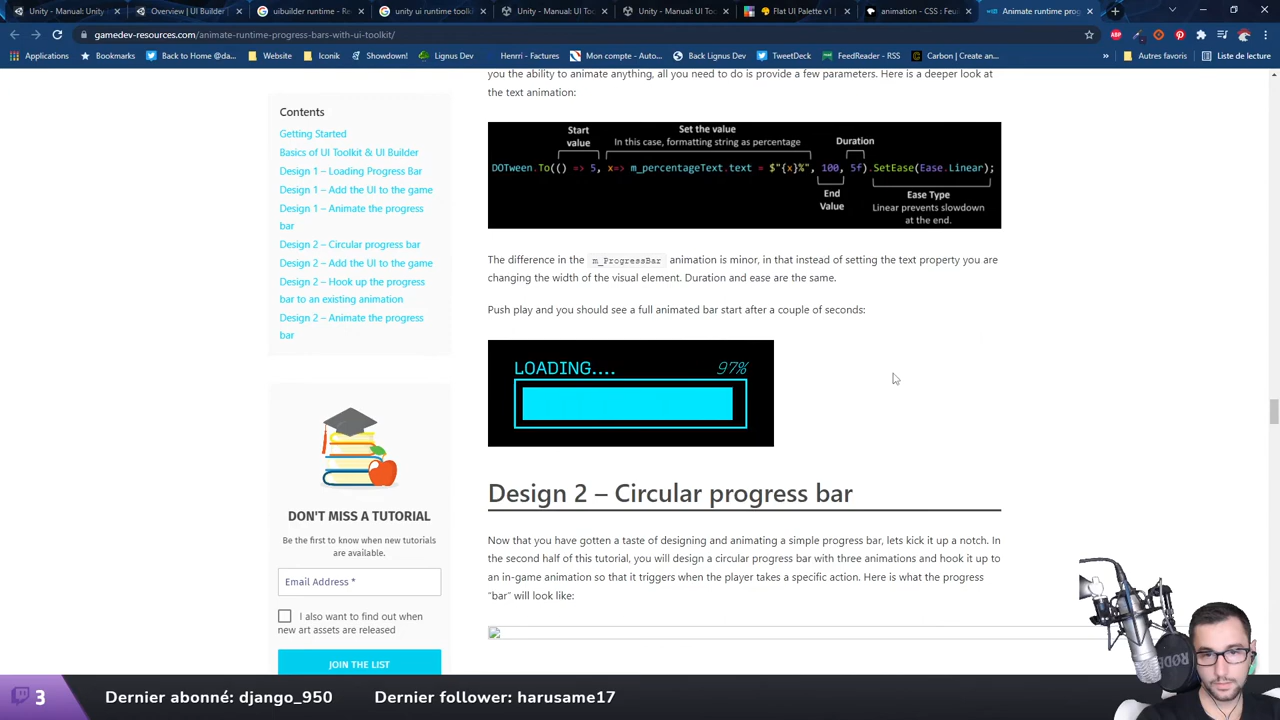 Unity - Manual: UI To
Overview | UI Builder
uibuilder runtime - Re
unity ui runtime toolki
Unity - Manual: UI To
Unity - Manual: UI To
Flat UI Palette v1 |
animation - CSS : Feui
Animate runtime prog
gamedev-resources.com/animate-runtime-progress-bars-with-ui-toolkit/
Applications
Bookmarks
Back to Home @da...
Website
Iconik
Shometrics
Lignus Dev
Henrri - Factures
Mon compte - Auto...
Back Lignus Dev
TweetDeck
FeedReader - RSS
Carbon | Create an...
Autres favoris
Liste de lecture
you the ability to animate anything, all you need to do is provide a few parameters. Here is a deeper look at
the text animation:
Contents
Getting Started
Basics of UI Toolkit & UI Builder
Design 1 – Loading Progress Bar
Design 1 – Add the UI to the game
Design 1 – Animate the progress
bar
Design 2 – Circular progress bar
Design 2 – Add the UI to the game
Design 2 – Hook up the progress
bar to an existing animation
Design 2 – Animate the progress
bar
Start
value
Set the value
In this case, formatting string as percentage
Duration
DOTween.To(() => 5, x=> m_percentageText.text = $"{x}%", 100, 5f).SetEase(Ease.Linear);
End
Value
Ease Type
Linear prevents slowdown
at the end.
The difference in the m_ProgressBar animation is minor, in that instead of setting the text property you are
changing the width of the visual element. Duration and ease are the same.
Push play and you should see a full animated bar start after a couple of seconds:
LOADING.... 97%
Design 2 – Circular progress bar
Now that you have gotten a taste of designing and animating a simple progress bar, lets kick it up a notch. In
the second half of this tutorial, you will design a circular progress bar with three animations and hook it up to
an in-game animation so that it triggers when the player takes a specific action. Here is what the progress
"bar" will look like:
DON'T MISS A TUTORIAL
Be the first to know when new tutorials
are available.
Email Address *
I also want to find out when
new art assets are released
JOIN THE LIST
RØDE
3
Dernier abonné: django_950
Dernier follower: harusame17